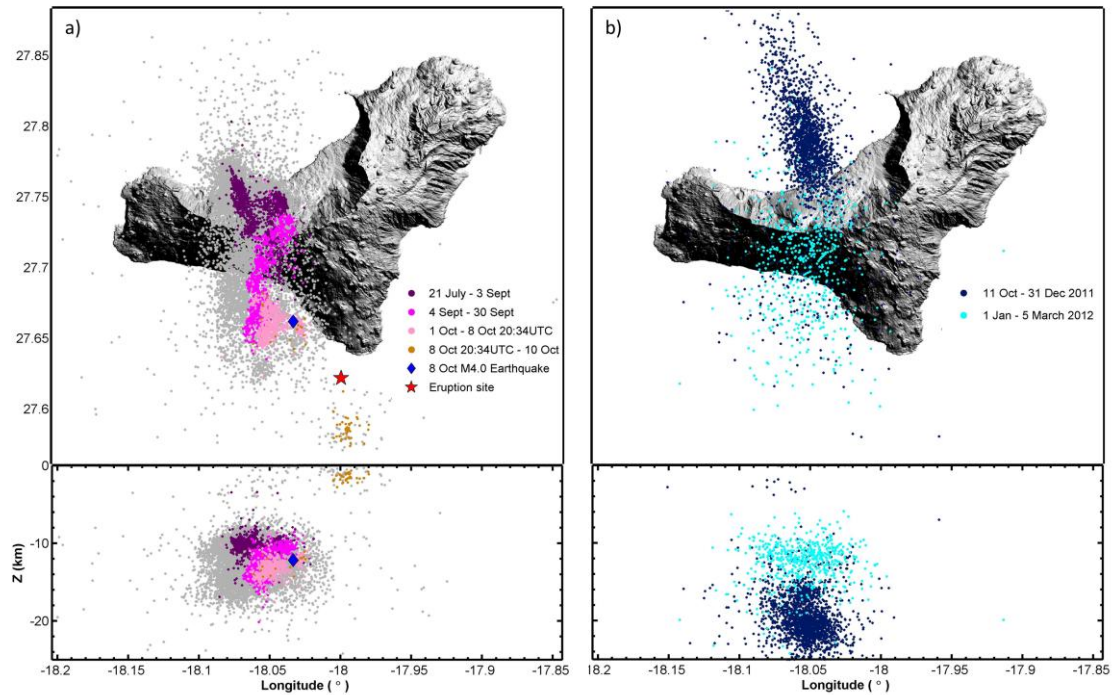 a)
b)
27.85
27.8
27.75
27.7
27.65
27.6
21 July - 3 Sept
4 Sept - 30 Sept
1 Oct - 8 Oct 20:34UTC
8 Oct 20:34UTC - 10 Oct
8 Oct M4.0 Earthquake
Eruption site
11 Oct - 31 Dec 2011
1 Jan - 5 March 2012
0
-10
-20
Z (km)
-18.2 -18.15 -18.1 -18.05 -18 -17.95 -17.9 -17.85
Longitude ( ° )
-18.2 -18.15 -18.1 -18.05 -18 -17.95 -17.9 -17.85
Longitude ( ° )